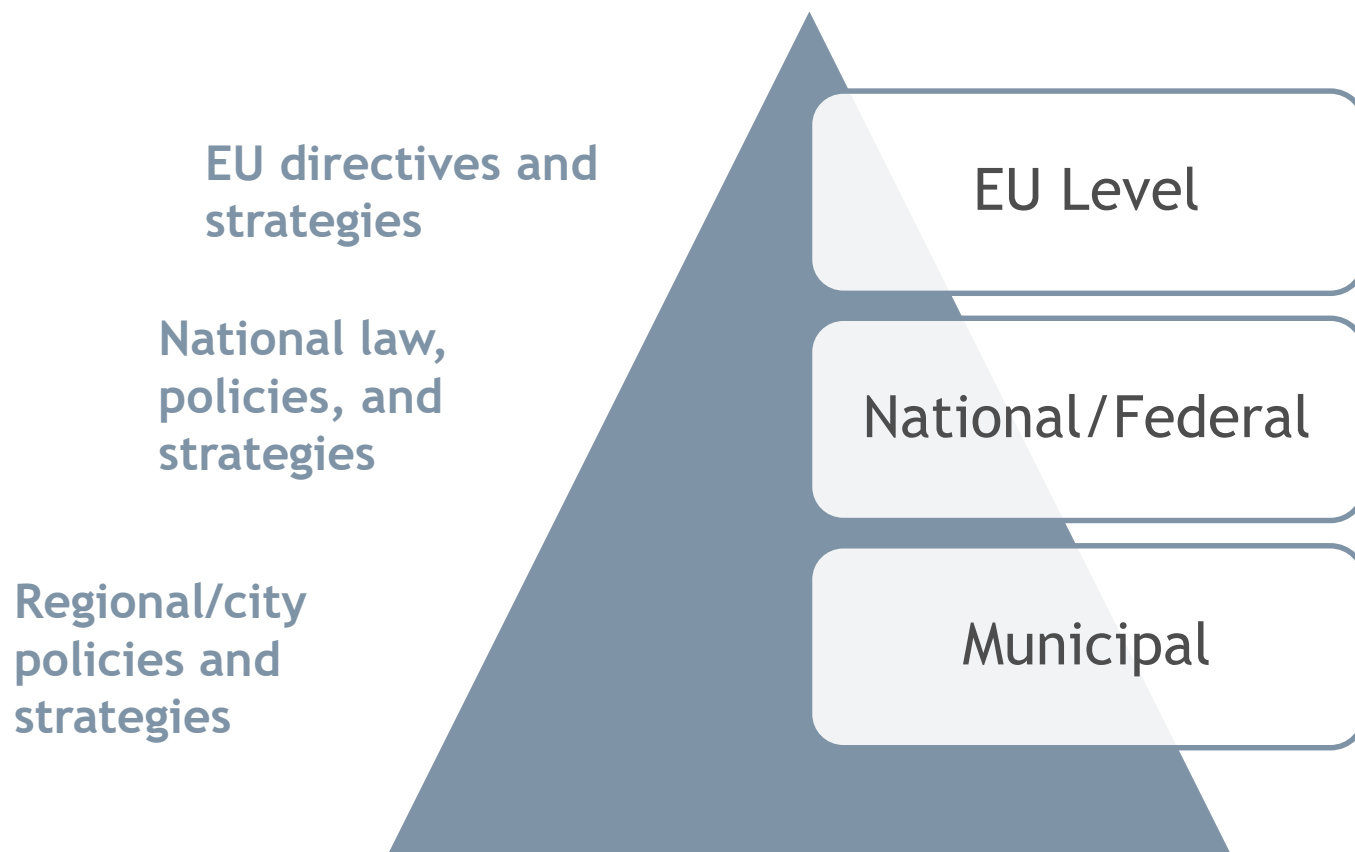 EU directives and
strategies
EU Level
National law,
policies, and
strategies
National/Federal
Regional/city
policies and
strategies
Municipal